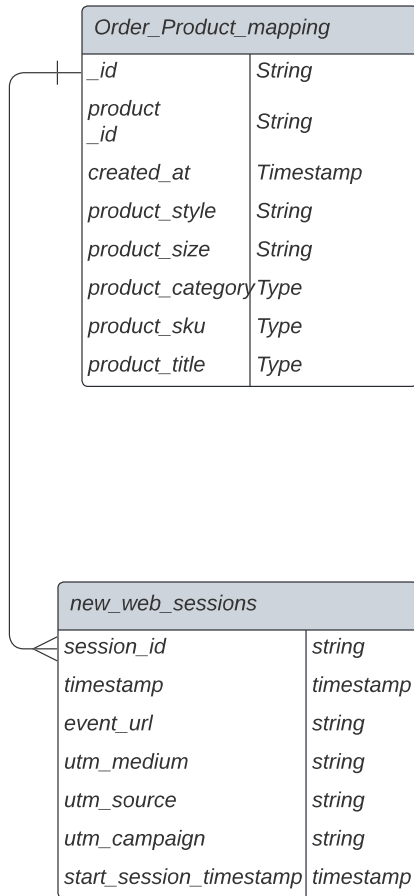 Order_Product_mapping
_id String
product
_id String
created_at Timestamp
product_style String
product_size String
product_category Type
product_sku Type
product_title Type
new_web_sessions
session_id string
timestamp timestamp
event_url string
utm_medium string
utm_source string
utm_campaign string
start_session_timestamp timestamp